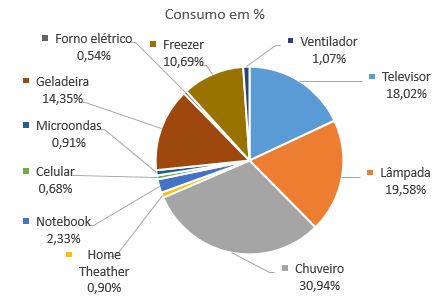 Consumo em %
Ventilador
1,07%
Televisor
18,02%
Lâmpada
19,58%
Chuveiro
30,94%
Home
Theather
0,90%
Notebook
2,33%
Celular
0,68%
Microondas
0,91%
Geladeira
14,35%
Forno elétrico
0,54%
Freezer
10,69%